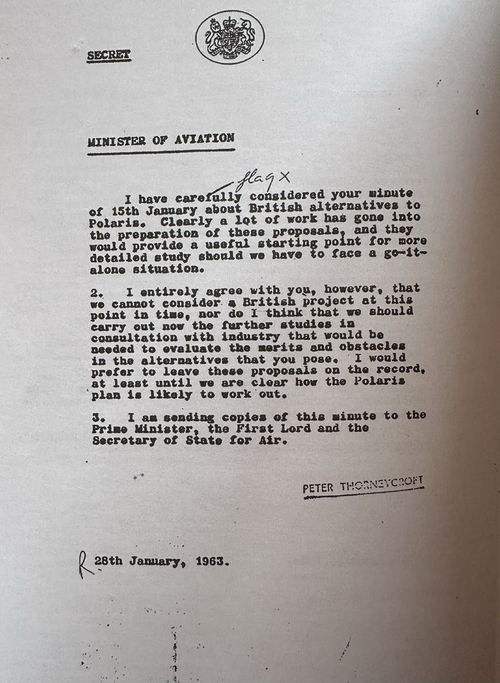 SECRET
MINISTER OF AVIATION
flag x
I have carefully considered your minute
of 15th January about British alternatives to
Polaris. Clearly a lot of work has gone into
the preparation of these proposals, and they
would provide a useful starting point for more
detailed study should we have to face a go-it-
alone situation.
2. I entirely agree with you, however, that
we cannot consider a British project at this
point in time, nor do I think that we should
carry out now the further studies in
consultation with industry that would be
needed to evaluate the merits and obstacles
in the alternatives that you pose. I would
prefer to leave these proposals on the record,
at least until we are clear how the Polaris
plan is likely to work out.
3. I am sending copies of this minute to the
Prime Minister, the First Lord and the
Secretary of State for Air.
PETER THORNEYCROFT
R 28th January, 1963.